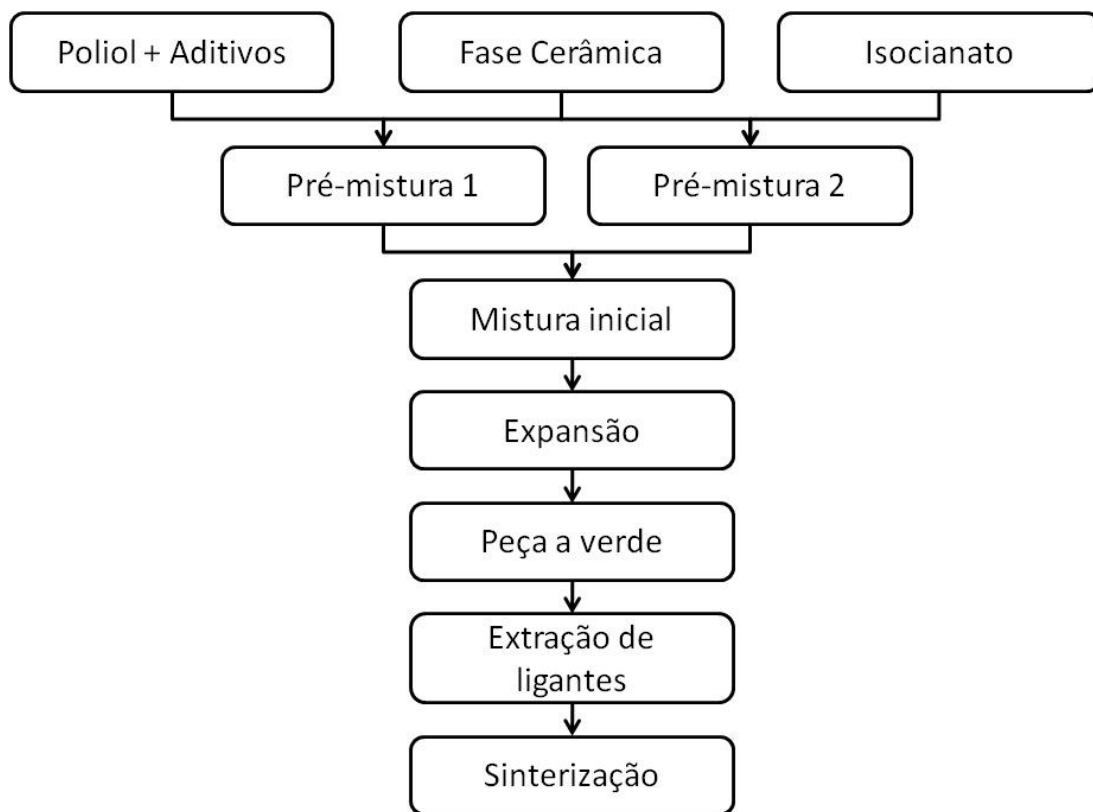 Poliol + Aditivos
Fase Cerâmica
Isocianato
Pré-mistura 1
Pré-mistura 2
Mistura inicial
Expansão
Peça a verde
Extração de
ligantes
Sinterização